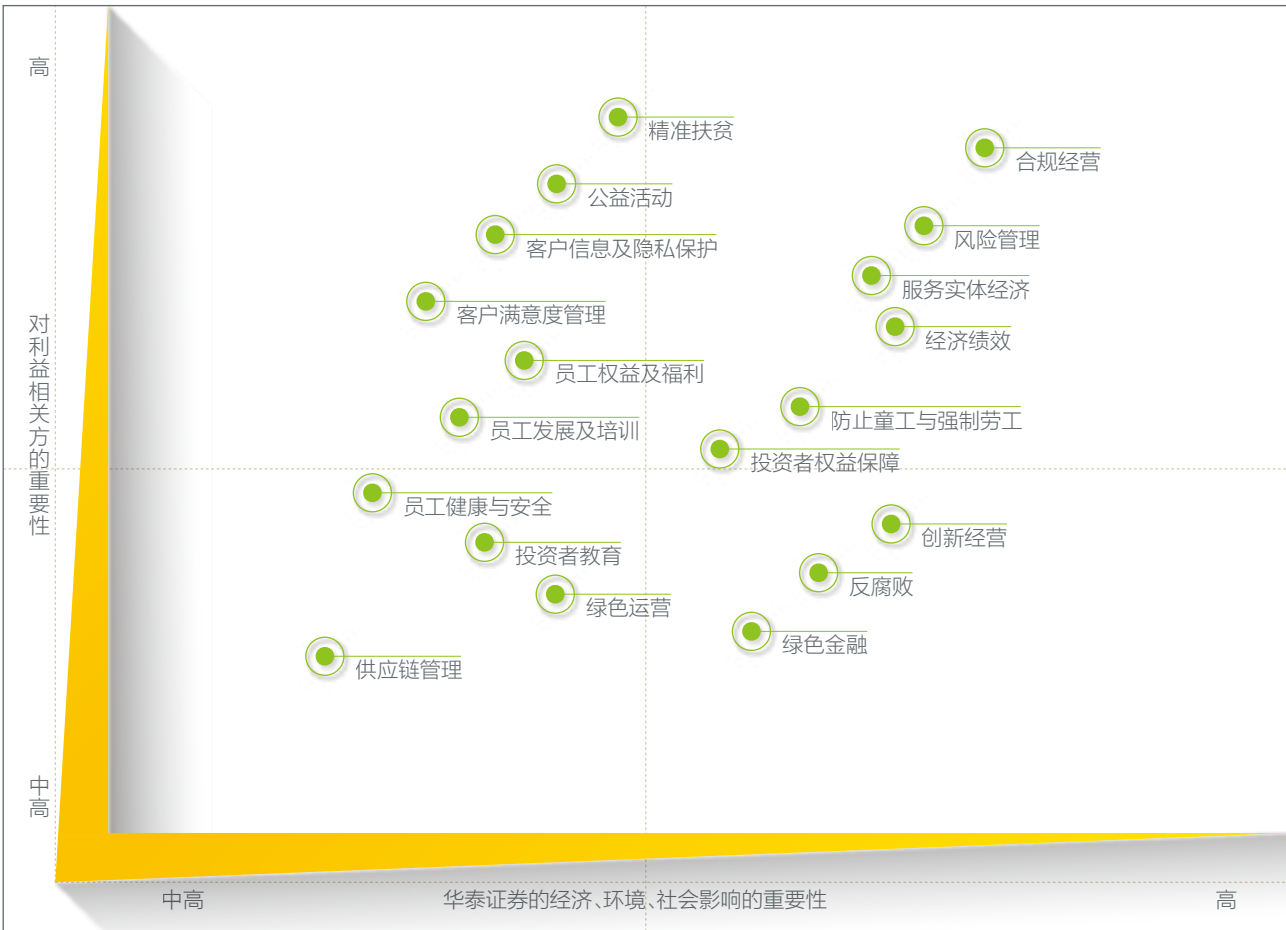 高
精准扶贫
合规经营
公益活动
风险管理
客户信息及隐私保护
服务实体经济
客户满意度管理
经济绩效
员工权益及福利
防止童工与强制劳工
员工发展及培训
投资者权益保障
对利益相关方的重要性
员工健康与安全
创新经营
投资者教育
反腐败
绿色运营
绿色金融
供应链管理
中高
中高
华泰证券的经济、环境、社会影响的重要性
高